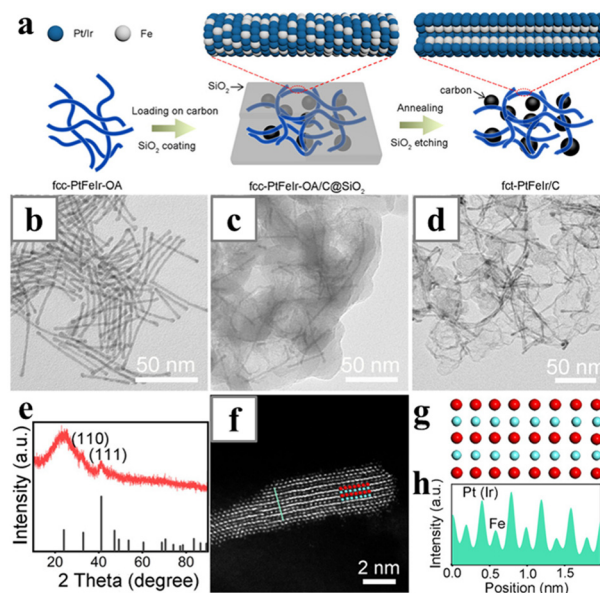 a
Pt/Ir
Fe
SiO2
Loading on carbon
SiO2 coating
Annealing
SiO2 etching
carbon
fcc-PtFeIr-OA
fcc-PtFeIr-OA/C@SiO2
fct-PtFeIr/C
b
50 nm
c
50 nm
d
50 nm
e
Intensity (a.u.)
(110)
(111)
20 40 60 80
2 Theta (degree)
f
2 nm
g
h
Intensity (a.u.)
Pt (Ir)
Fe
0.0 0.5 1.0 1.5
Position (nm)